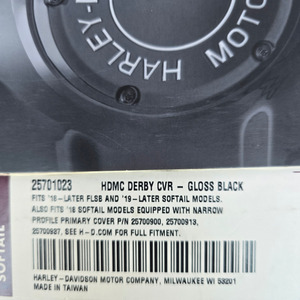 HARLEY-
MOTOR
25701023 HDMC DERBY CVR - GLOSS BLACK
FITS '18-LATER FLSB AND '19-LATER SOFTAIL MODELS.
ALSO FITS '18 SOFTAIL MODELS EQUIPPED WITH NARROW
PROFILE PRIMARY COVER P/N 25700900, 25700913,
25700937, SEE H-D.COM FOR FULL FITMENT.
HARLEY-DAVIDSON MOTOR COMPANY, MILWAUKEE WI 53201
MADE IN TAIWAN
SOFTAIL